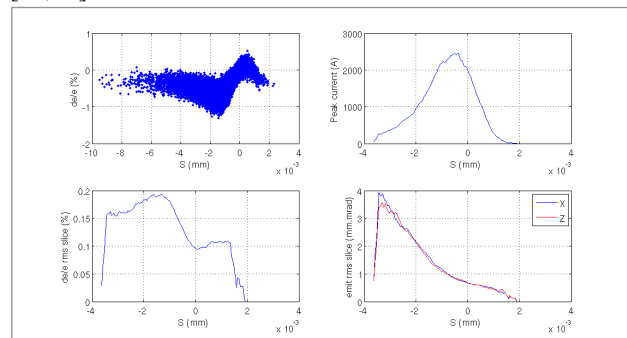 1
0
-1
-2
de/e (%)
-10 -8 -6 -4 -2 0 2 4
S (mm)
x 10 -3
3000
2000
1000
0
Peak current (A)
-4 -2 0 2 4
S (mm)
x 10 -3
0.2
0.15
0.1
0.05
0
de/e rms slice (%)
-4 -2 0 2 4
S (mm)
x 10 -3
4
3
2
1
0
emit rms slice (mm.mrad)
X
Z
-4 -2 0 2 4
S (mm)
x 10 -3